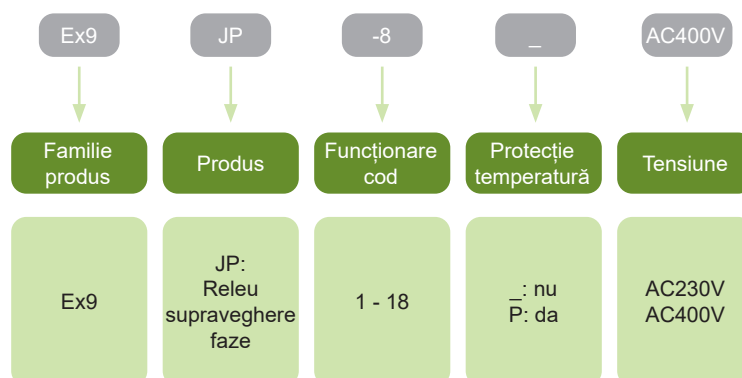 Ex9
JP
-8
_
AC400V
Familie
produs
Produs
Funcționare
cod
Protecție
temperatură
Tensiune
Ex9
JP:
Releu
supraveghere
faze
1 - 18
_: nu
P: da
AC230V
AC400V